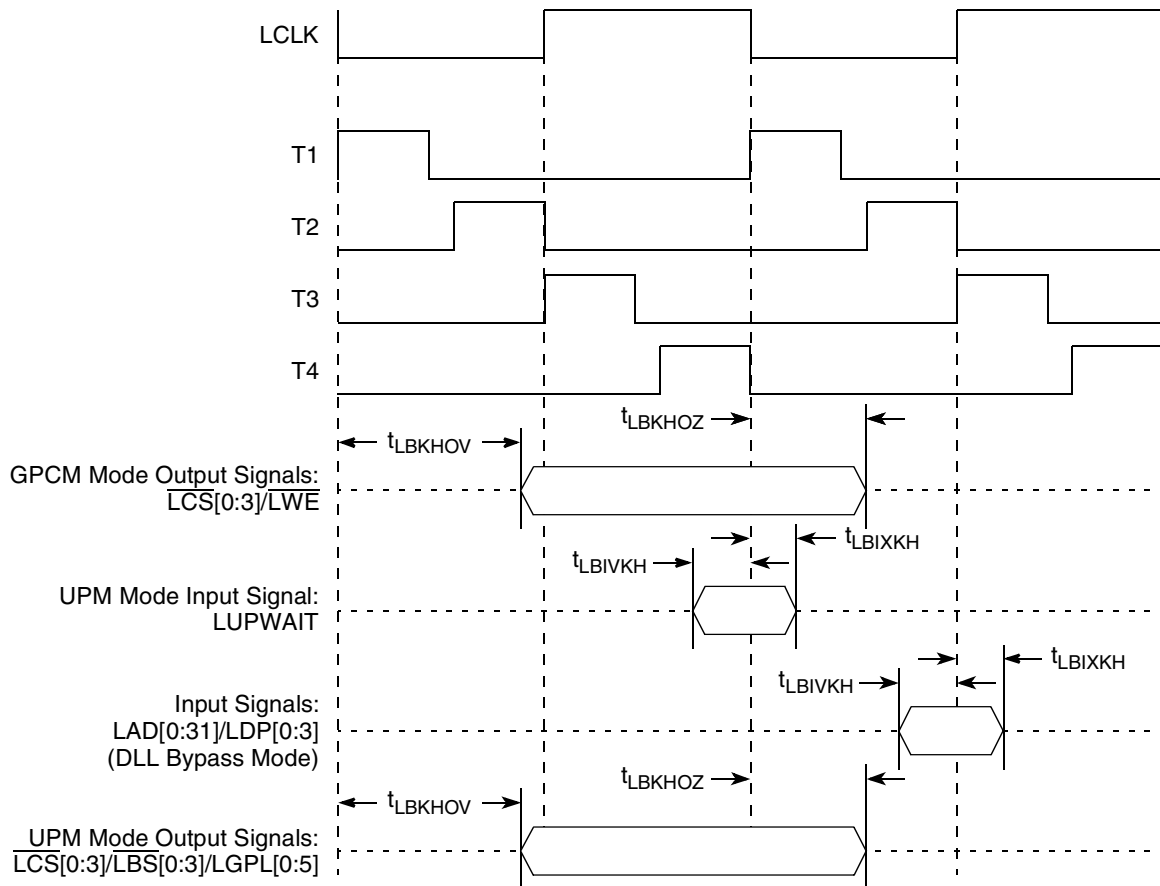 LCLK
T1
T2
T3
T4
tLBKHOZ
tLBKHOV
GPCM Mode Output Signals:
LCS[0:3]/LWE
tLBIXKH
tLBIVKH
UPM Mode Input Signal:
LUPWAIT
tLBIXKH
tLBIVKH
Input Signals:
LAD[0:31]/LDP[0:3]
(DLL Bypass Mode)
tLBKHOZ
tLBKHOV
UPM Mode Output Signals:
LCS[0:3]/LBS[0:3]/LGPL[0:5]